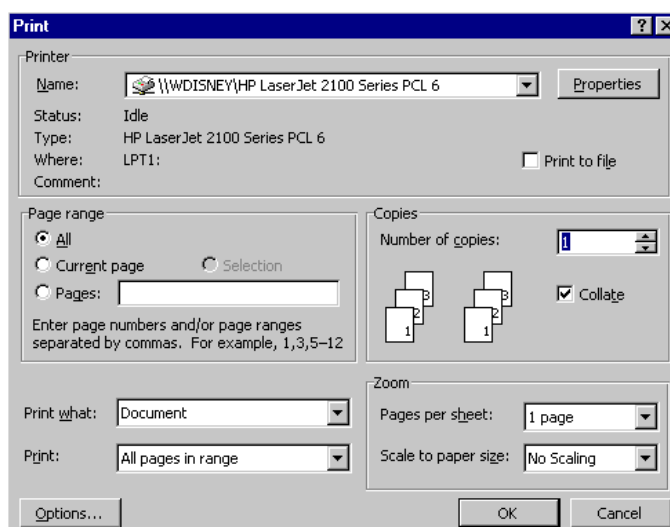 Print
Printer
Name: \\WDISNEY\HP LaserJet 2100 Series PCL 6 Properties
Status: Idle
Type: HP LaserJet 2100 Series PCL 6
Where: LPT1: Print to file
Comment:
Page range
All
Current page Selection
Pages:
Enter page numbers and/or page ranges
separated by commas. For example, 1,3,5–12
Copies
Number of copies: 1
3 3
2 2
1 1
Collate
Print what: Document
Print: All pages in range
Zoom
Pages per sheet: 1 page
Scale to paper size: No Scaling
Options... OK Cancel